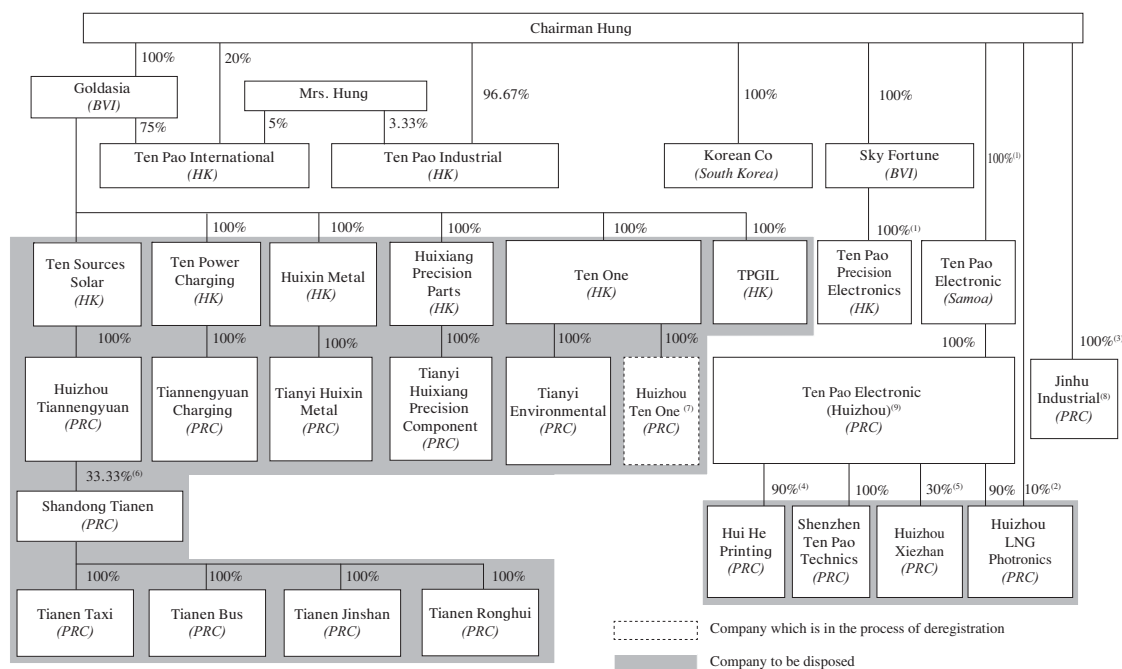 Chairman Hung
100%
20%
Goldasia
(BVI)
Mrs. Hung
96.67%
100%
100%
75%
5%
3.33%
Ten Pao International
(HK)
Ten Pao Industrial
(HK)
Korean Co
(South Korea)
Sky Fortune
(BVI)
100%(1)
100%
100%
100%
100%
100%
100%(1)
Ten Sources
Solar
(HK)
Ten Power
Charging
(HK)
Huixin Metal
(HK)
Huixiang
Precision
Parts
(HK)
Ten One
(HK)
TPGIL
(HK)
Ten Pao
Precision
Electronics
(HK)
Ten Pao
Electronic
(Samoa)
100%
100%
100%
100%
100%
100%
100%
100%(3)
Huizhou
Tiannengyuan
(PRC)
Tiannengyuan
Charging
(PRC)
Tianyi Huixin
Metal
(PRC)
Tianyi
Huixiang
Precision
Component
(PRC)
Tianyi
Environmental
(PRC)
Huizhou
Ten One (7)
(PRC)
Ten Pao Electronic
(Huizhou)(9)
(PRC)
Jinhu
Industrial(8)
(PRC)
33.33%(6)
90%(4)
100%
30%(5)
90%
10%(2)
Shandong Tianen
(PRC)
Hui He
Printing
(PRC)
Shenzhen
Ten Pao
Technics
(PRC)
Huizhou
Xiezhan
(PRC)
Huizhou
LNG
Photronics
(PRC)
100%
100%
100%
100%
Tianen Taxi
(PRC)
Tianen Bus
(PRC)
Tianen Jinshan
(PRC)
Tianen Ronghui
(PRC)
Company which is in the process of deregistration
Company to be disposed